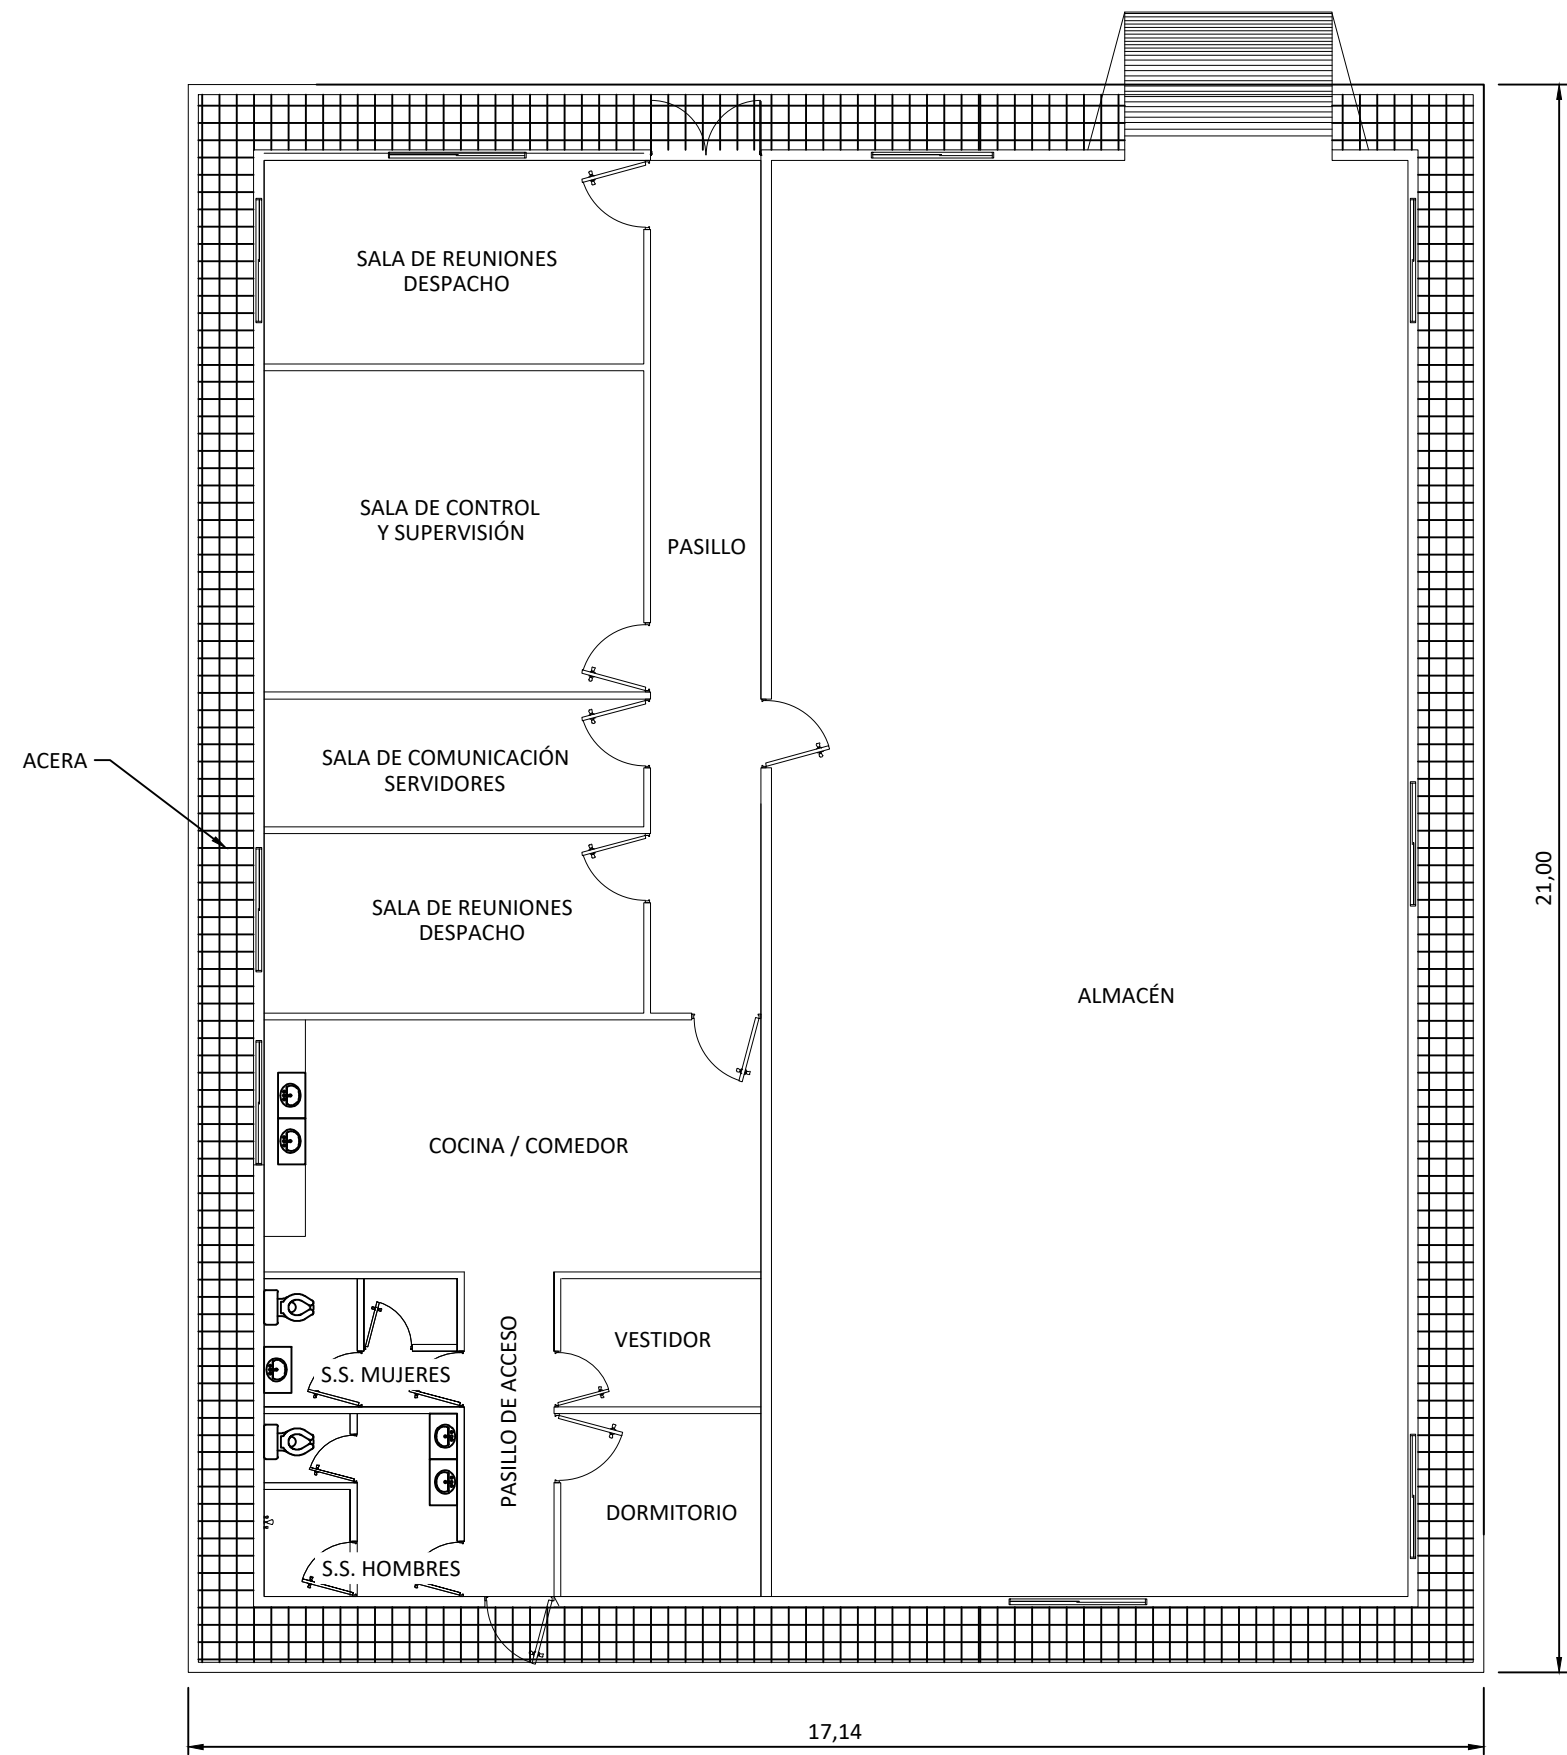 SALA DE REUNIONES
DESPACHO
SALA DE CONTROL
Y SUPERVISIÓN
PASILLO
ACERA
SALA DE COMUNICACIÓN
SERVIDORES
21,00
SALA DE REUNIONES
DESPACHO
ALMACÉN
COCINA / COMEDOR
VESTIDOR
S.S. MUJERES
PASILLO DE ACCESO
DORMITORIO
S.S. HOMBRES
17,14